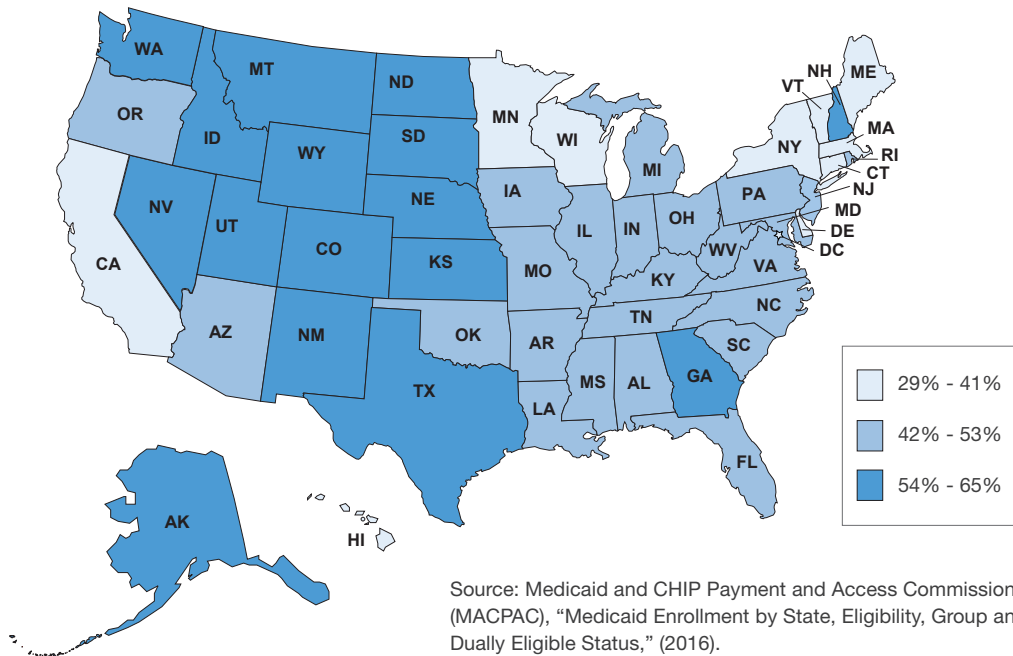 WA
MT
ND
MN
OR
ID
SD
WI
WY
VT
NH
ME
NY
MA
RI
CT
NJ
MI
PA
MD
DE
DC
NE
IA
NV
UT
CO
IL
IN
OH
CA
KS
MO
WV
VA
KY
NC
TN
AZ
NM
OK
AR
SC
MS
AL
GA
TX
LA
FL
AK
HI
29% - 41%
42% - 53%
54% - 65%
Source: Medicaid and CHIP Payment and Access Commission
(MACPAC), “Medicaid Enrollment by State, Eligibility, Group
Dually Eligible Status,” (2016).